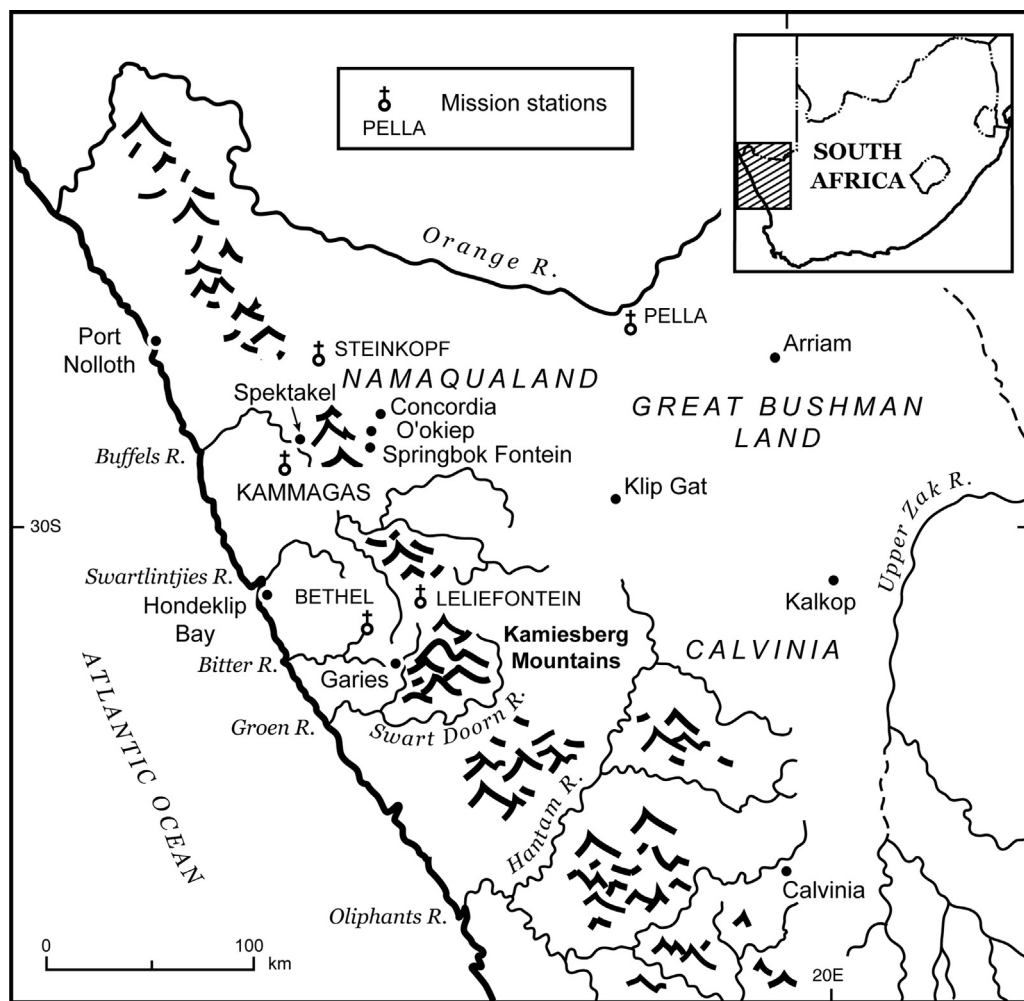 Mission stations
PELLA
SOUTH
AFRICA
Orange R.
PELLA
Port
Nolloth
STEINKOPF
Arriam
NAMAQUALAND
Spektakel
Concordia
GREAT BUSHMAN
LAND
O'okiep
Buffels R.
Springbok Fontein
KAMMAGAS
Klip Gat
Upper Zak R.
30S
Swartlintjies R.
Hondeklip
Bay
BETHEL
LELIEFONTEIN
Kalkop
Kamiesberg
Mountains
CALVINIA
Bitter R.
Garies
Groen R.
Swart Doorn R.
ATLANTIC OCEAN
Hantam R.
Calvinia
Oliphants R.
0
100
km
20E